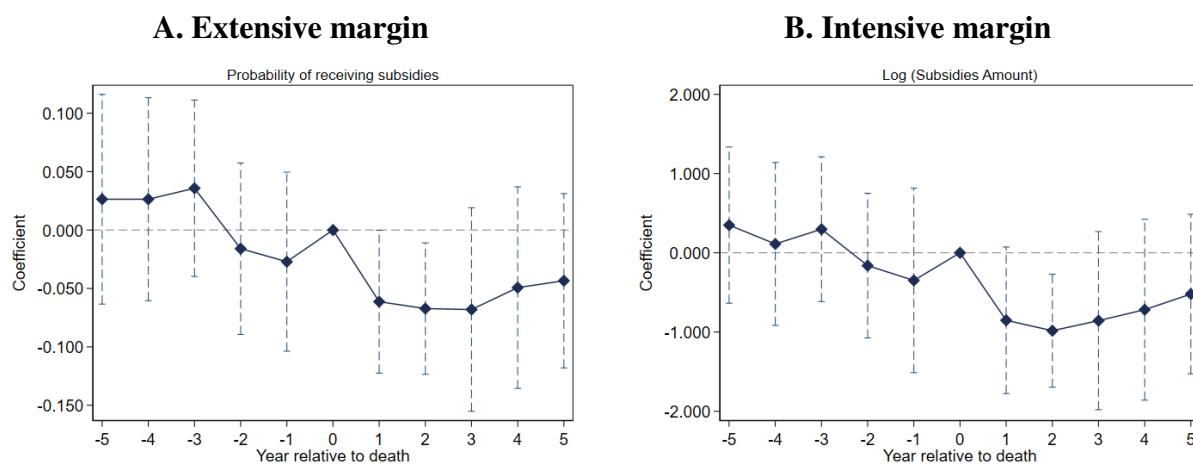 A. Extensive margin
Probability of receiving subsidies
0.100
0.050
0.000
-0.050
-0.100
-0.150
Coefficient
-5 -4 -3 -2 -1 0 1 2 3 4 5
Year relative to death
B. Intensive margin
Log (Subsidies Amount)
2.000
1.000
0.000
-1.000
-2.000
Coefficient
-5 -4 -3 -2 -1 0 1 2 3 4 5
Year relative to death